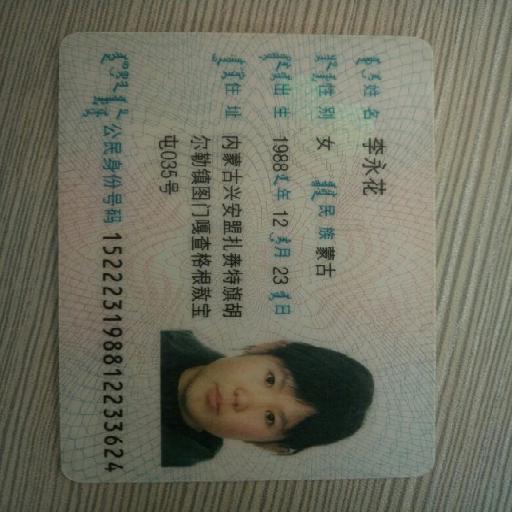 姓名 李永花
性别 女 民族 蒙古
出生 1988 年 12 月 23 日
住址 内蒙古兴安盟扎赉特旗胡
尔勒镇图门嘎查格根敖宝
屯035号
公民身份号码 152223198812233624